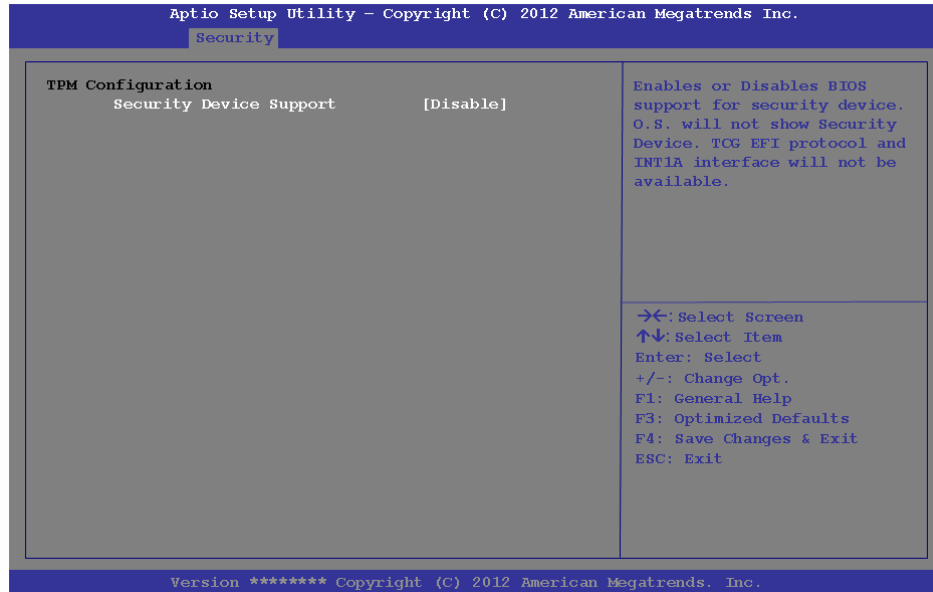 Aptio Setup Utility – Copyright (C) 2012 American Megatrends Inc.
Security
TPM Configuration
Security Device Support [Disable]
Enables or Disables BIOS
support for security device.
O.S. will not show Security
Device. TCG EFI protocol and
INT1A interface will not be
available.
→←: Select Screen
↑↓: Select Item
Enter: Select
+/-: Change Opt.
F1: General Help
F3: Optimized Defaults
F4: Save Changes & Exit
ESC: Exit
Version ******** Copyright (C) 2012 American Megatrends. Inc.